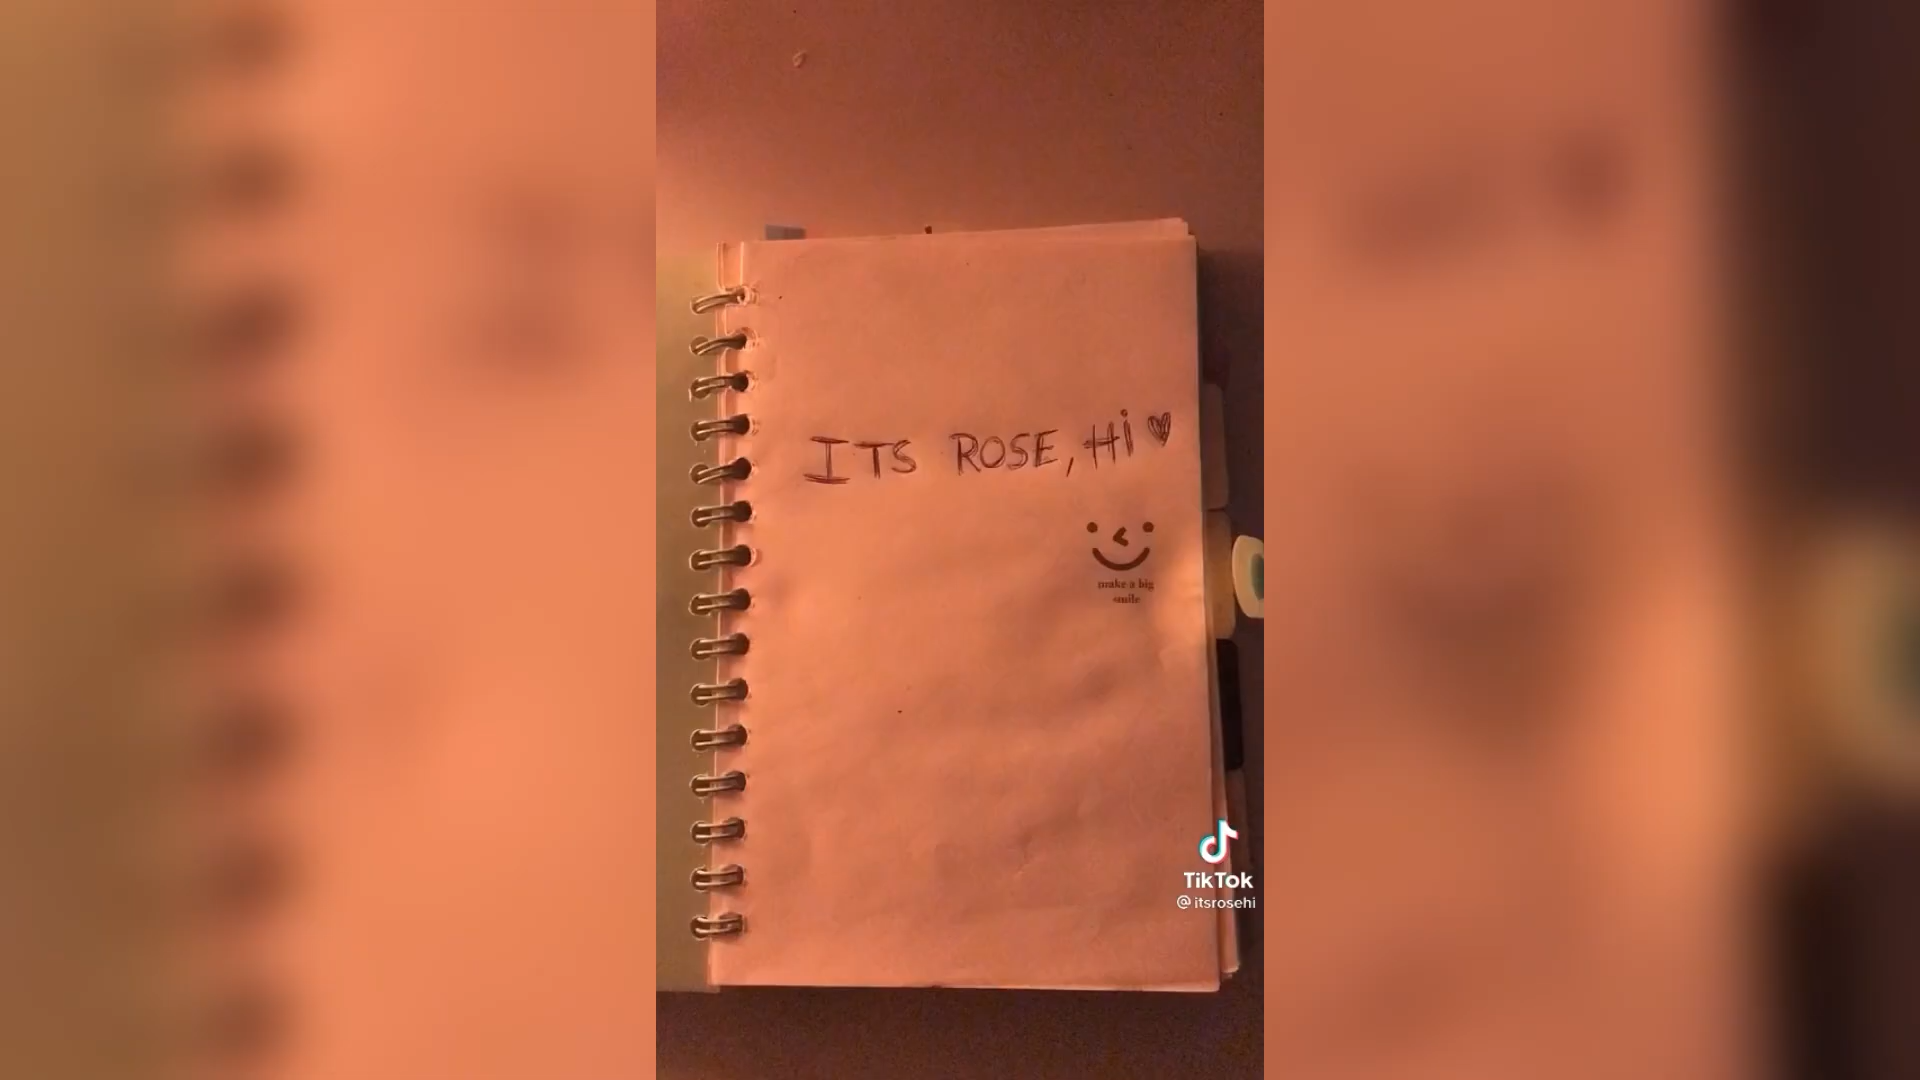 ITS ROSE, Hi ♥
make a big
smile
TikTok
@itsrosehi